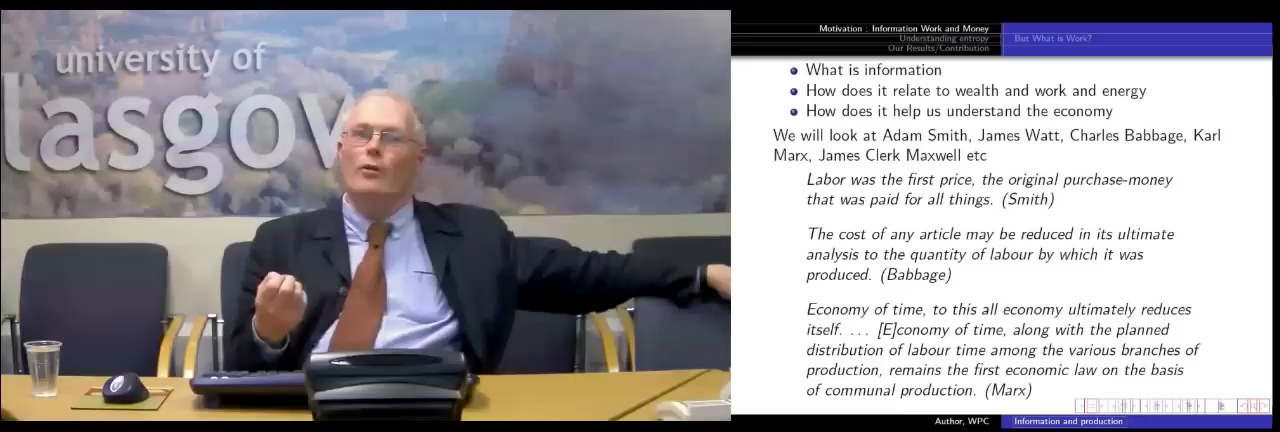 university of
lasgow
Motivation : Information Work and Money
Understanding entropy
Our Results/Contribution
But What is Work?
What is information
How does it relate to wealth and work and energy
How does it help us understand the economy
We will look at Adam Smith, James Watt, Charles Babbage, Karl
Marx, James Clerk Maxwell etc
Labor was the first price, the original purchase-money
that was paid for all things. (Smith)
The cost of any article may be reduced in its ultimate
analysis to the quantity of labour by which it was
produced. (Babbage)
Economy of time, to this all economy ultimately reduces
itself. ... [E]conomy of time, along with the planned
distribution of labour time among the various branches of
production, remains the first economic law on the basis
of communal production. (Marx)
Author, WPC
Information and production